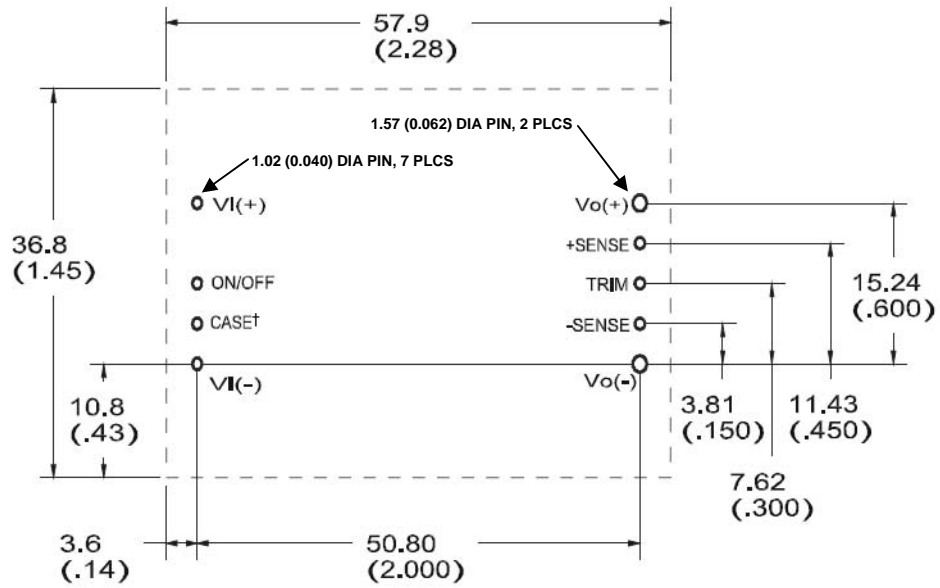 57.9
(2.28)
1.57 (0.062) DIA PIN, 2 PLCS
1.02 (0.040) DIA PIN, 7 PLCS
VI(+)
Vo(+)
+SENSE
36.8
(1.45)
ON/OFF
TRIM
15.24
(.600)
CASE†
-SENSE
VI(-)
Vo(-)
10.8
(.43)
3.81
(.150)
11.43
(.450)
7.62
(.300)
3.6
(.14)
50.80
(2.000)